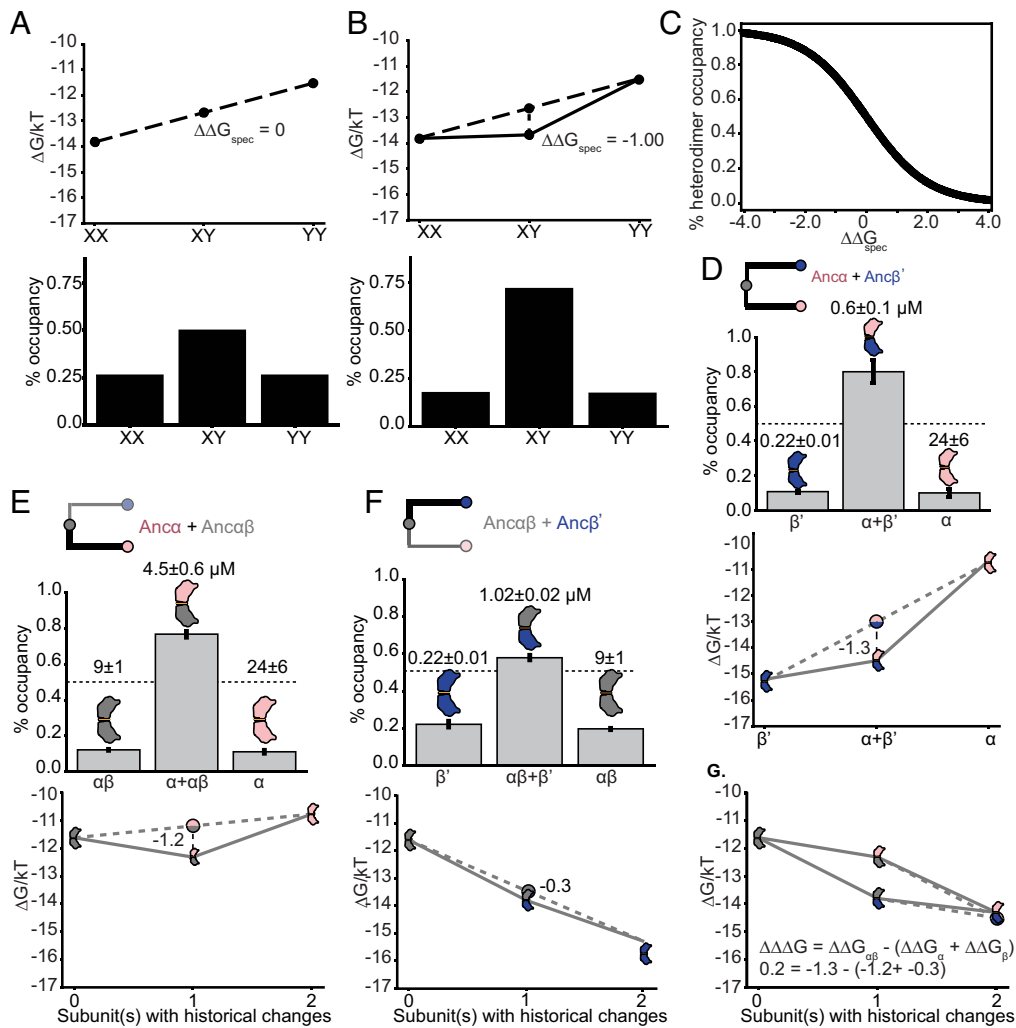 A
-10
-11
-12
-13
-14
-15
-16
-17
ΔG/kT
ΔΔGspec = 0
XX XY YY
0.75
0.50
0.25
0.0
% occupancy
XX XY YY
B
-10
-11
-12
-13
-14
-15
-16
-17
ΔG/kT
ΔΔGspec = -1.00
XX XY YY
0.75
0.50
0.25
0.0
% occupancy
XX XY YY
C
1.0
0.8
0.6
0.4
0.2
0.0
% heterodimer occupancy
-4.0 -2.0 0 2.0 4.0
ΔΔGspec
D
Ancα + Ancβ’
0.6±0.1 μM
1.0
0.8
0.6
0.4
0.2
0.0
% occupancy
0.22±0.01
24±6
β’ α+β’ α
-10
-11
-12
-13
-14
-15
-16
-17
ΔG/kT
-1.3
β’ α+β’ α
E
Ancα + Ancαβ
4.5±0.6 μM
1.0
0.8
0.6
0.4
0.2
0.0
% occupancy
9±1
24±6
αβ α+αβ α
-10
-11
-12
-13
-14
-15
-16
-17
ΔG/kT
-1.2
0 1 2
Subunit(s) with historical changes
F
Ancαβ + Ancβ’
1.02±0.02 μM
1.0
0.8
0.6
0.4
0.2
0.0
% occupancy
0.22±0.01
9±1
β’ αβ+β’ αβ
-10
-11
-12
-13
-14
-15
-16
-17
ΔG/kT
-0.3
0 1 2
Subunit(s) with historical changes
G.
-10
-11
-12
-13
-14
-15
-16
-17
ΔG/kT
ΔΔΔG = ΔΔGαβ - (ΔΔGα + ΔΔGβ)
0.2 = -1.3 - (-1.2+ -0.3)
0 1 2
Subunit(s) with historical changes